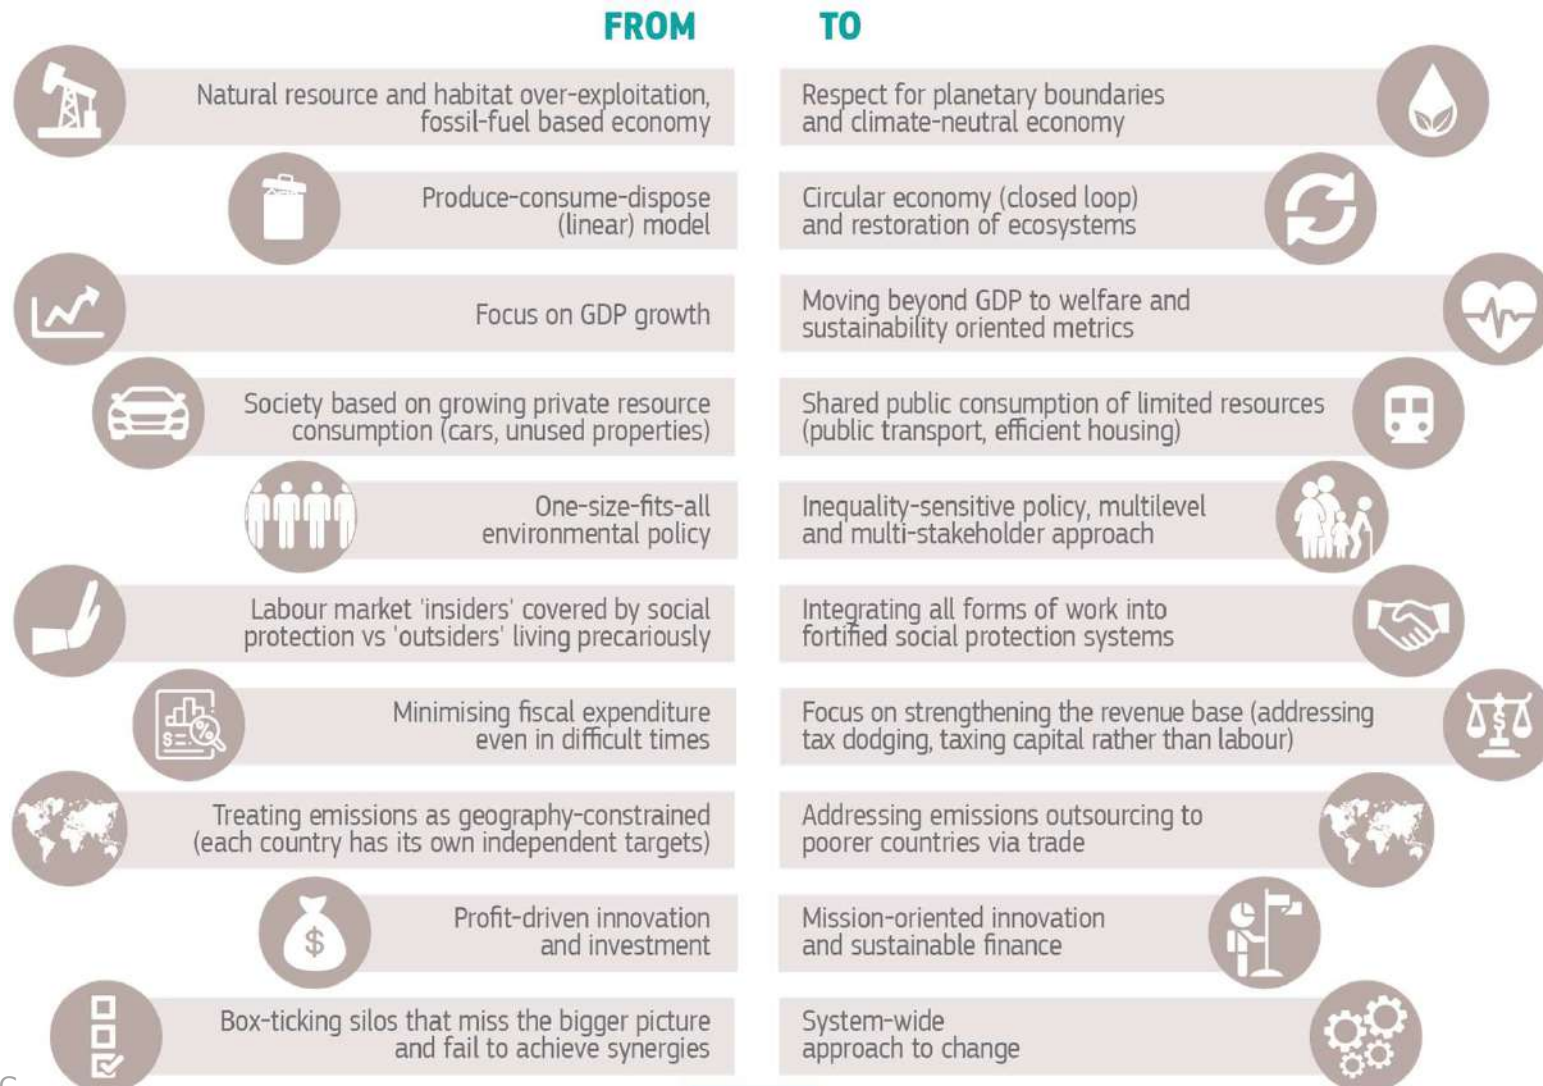 FROM
TO
Natural resource and habitat over-exploitation,
fossil-fuel based economy
Respect for planetary boundaries
and climate-neutral economy
Produce-consume-dispose
(linear) model
Circular economy (closed loop)
and restoration of ecosystems
Focus on GDP growth
Moving beyond GDP to welfare and
sustainability oriented metrics
Society based on growing private resource
consumption (cars, unused properties)
Shared public consumption of limited resources
(public transport, efficient housing)
One-size-fits-all
environmental policy
Inequality-sensitive policy, multilevel
and multi-stakeholder approach
Labour market 'insiders' covered by social
protection vs 'outsiders' living precariously
Integrating all forms of work into
fortified social protection systems
$= %
Minimising fiscal expenditure
even in difficult times
Focus on strengthening the revenue base (addressing
tax dodging, taxing capital rather than labour)
$
Treating emissions as geography-constrained
(each country has its own independent targets)
Addressing emissions outsourcing to
poorer countries via trade
$
Profit-driven innovation
and investment
Mission-oriented innovation
and sustainable finance
Box-ticking silos that miss the bigger picture
and fail to achieve synergies
System-wide
approach to change